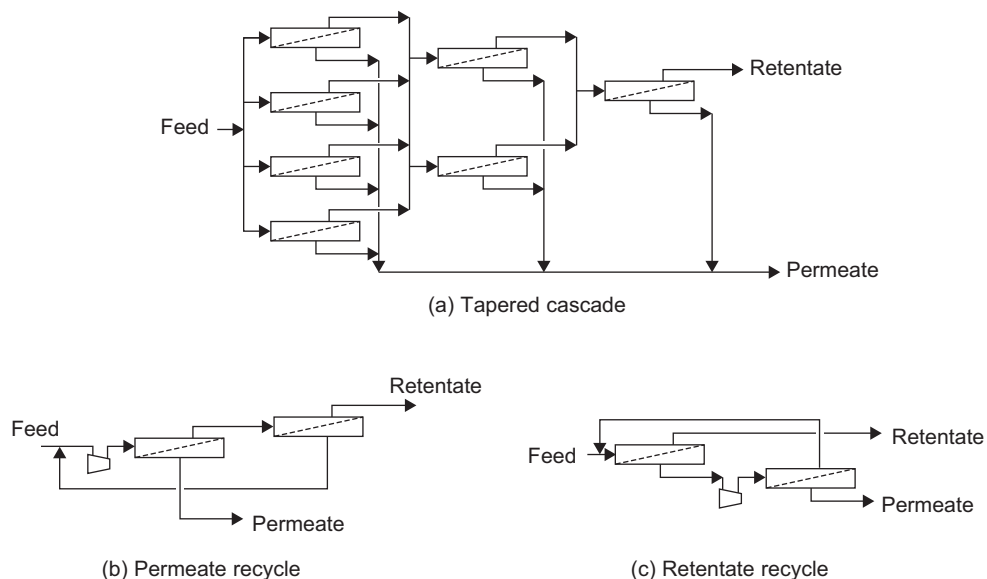 Retentate
Feed
Permeate
(a) Tapered cascade
Retentate
Feed
Permeate
(b) Permeate recycle
Retentate
Feed
Permeate
(c) Retentate recycle